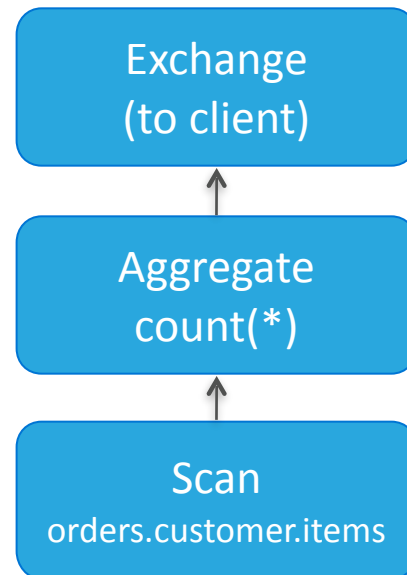 Exchange
(to client)
Aggregate
count(*)
Scan
orders.customer.items